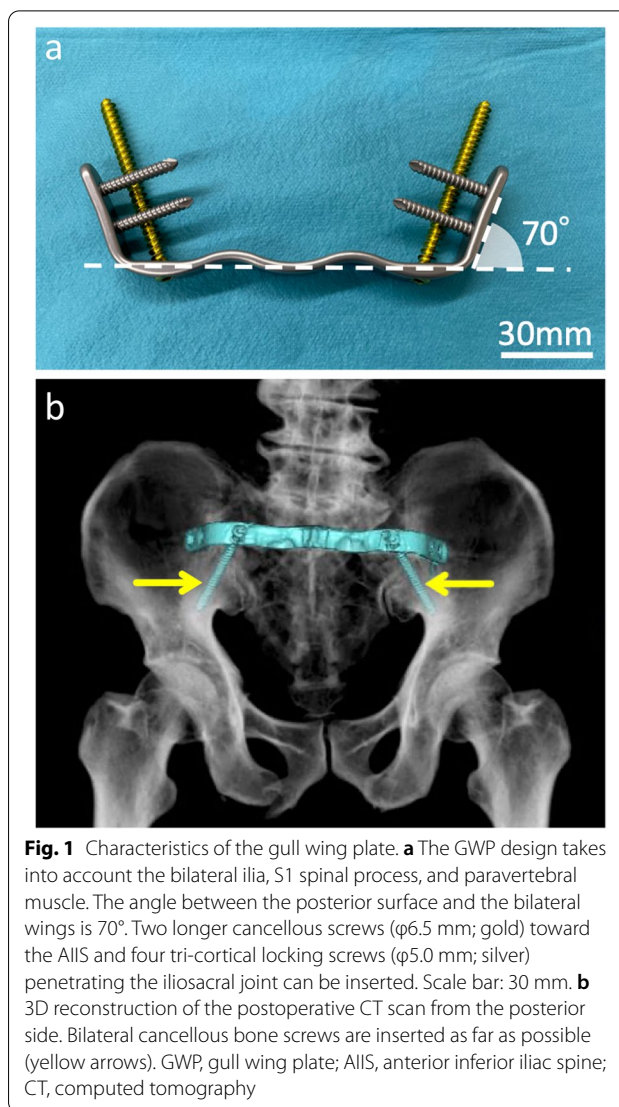 a
70°
30mm
b
Fig. 1 Characteristics of the gull wing plate. a The GWP design takes
into account the bilateral ilia, S1 spinal process, and paravertebral
muscle. The angle between the posterior surface and the bilateral
wings is 70°. Two longer cancellous screws (φ6.5 mm; gold) toward
the AIIS and four tri-cortical locking screws (φ5.0 mm; silver)
penetrating the iliosacral joint can be inserted. Scale bar: 30 mm. b
3D reconstruction of the postoperative CT scan from the posterior
side. Bilateral cancellous bone screws are inserted as far as possible
(yellow arrows). GWP, gull wing plate; AIIS, anterior inferior iliac spine;
CT, computed tomography